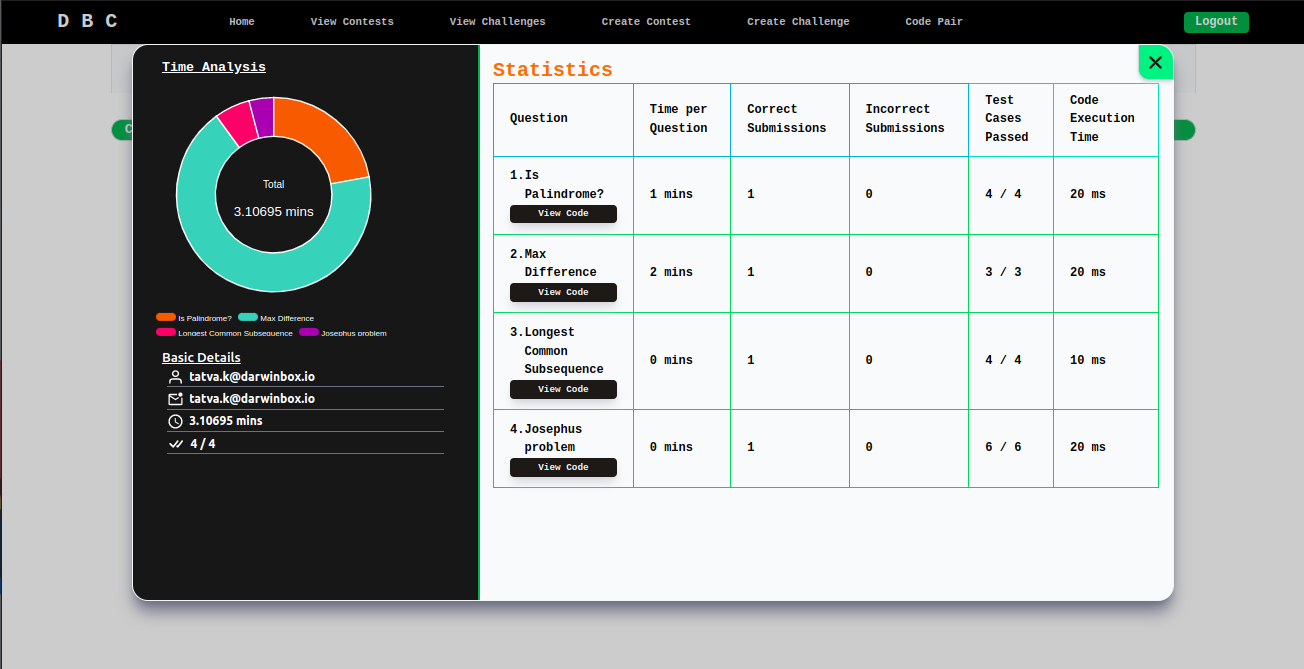 D B C
Home
View Contests
View Challenges
Create Contest
Create Challenge
Code Pair
Logout
Time Analysis
Total
3.10695 mins
Is Palindrome?
Max Difference
Longest Common Subsequence
Josephus problem
Basic Details
tatva.k@darwinbox.io
tatva.k@darwinbox.io
3.10695 mins
4 / 4
Statistics
Question
Time per
Question
Correct
Submissions
Incorrect
Submissions
Test
Cases
Passed
Code
Execution
Time
1.Is
Palindrome?
View Code
1 mins
1
0
4 / 4
20 ms
2.Max
Difference
View Code
2 mins
1
0
3 / 3
20 ms
3.Longest
Common
Subsequence
View Code
0 mins
1
0
4 / 4
10 ms
4.Josephus
problem
View Code
0 mins
1
0
6 / 6
20 ms